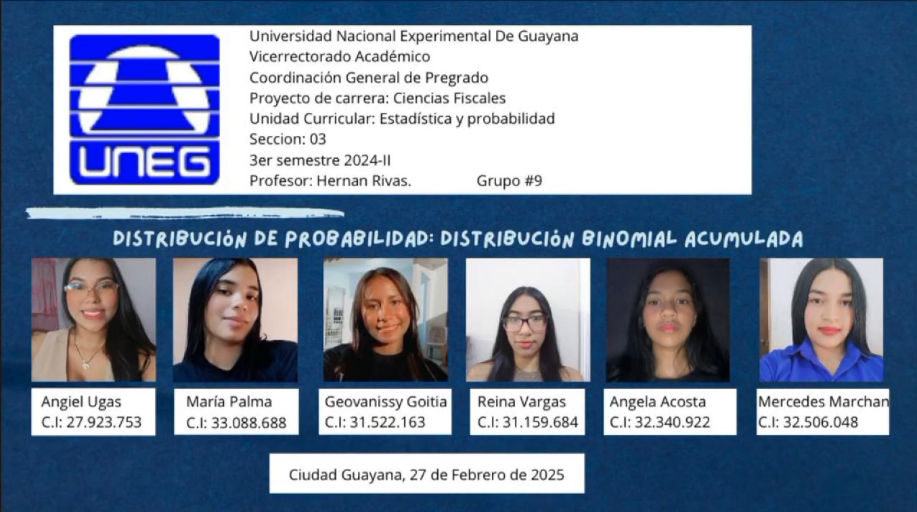 Universidad Nacional Experimental De Guayana
Vicerrectorado Académico
Coordinación General de Pregrado
Proyecto de carrera: Ciencias Fiscales
Unidad Curricular: Estadística y probabilidad
Seccion: 03
3er semestre 2024-II
Profesor: Hernan Rivas. Grupo #9
UNEG
DISTRIBUCIÓN DE PROBABILIDAD: DISTRIBUCIÓN BINOMIAL ACUMULADA
Angiel Ugas
C.I: 27.923.753
María Palma
C.I: 33.088.688
Geovanissy Goitia
C.I: 31.522.163
Reina Vargas
C.I: 31.159.684
Angela Acosta
C.I: 32.340.922
Mercedes Marchan
C.I: 32.506.048
Ciudad Guayana, 27 de Febrero de 2025